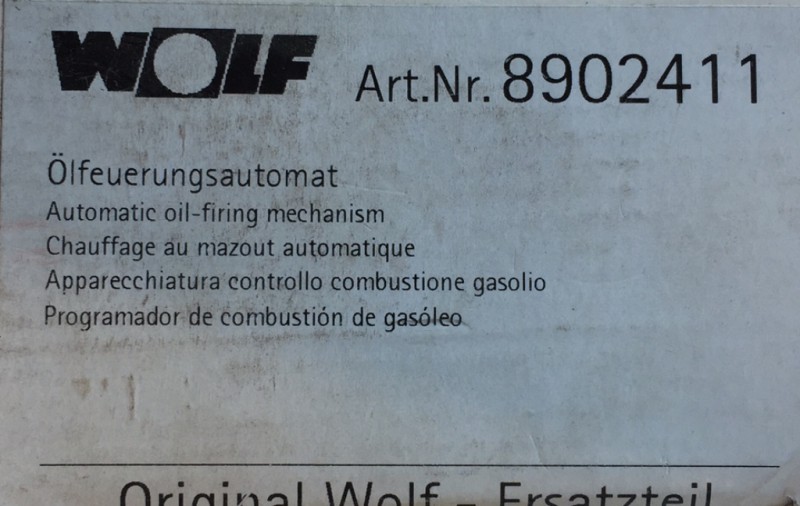 WOLF Art.Nr. 8902411
Ölfeuerungsautomat
Automatic oil-firing mechanism
Chauffage au mazout automatique
Apparecchiatura controllo combustione gasolio
Programador de combustión de gasóleo
Original Wolf - Ersatzteil